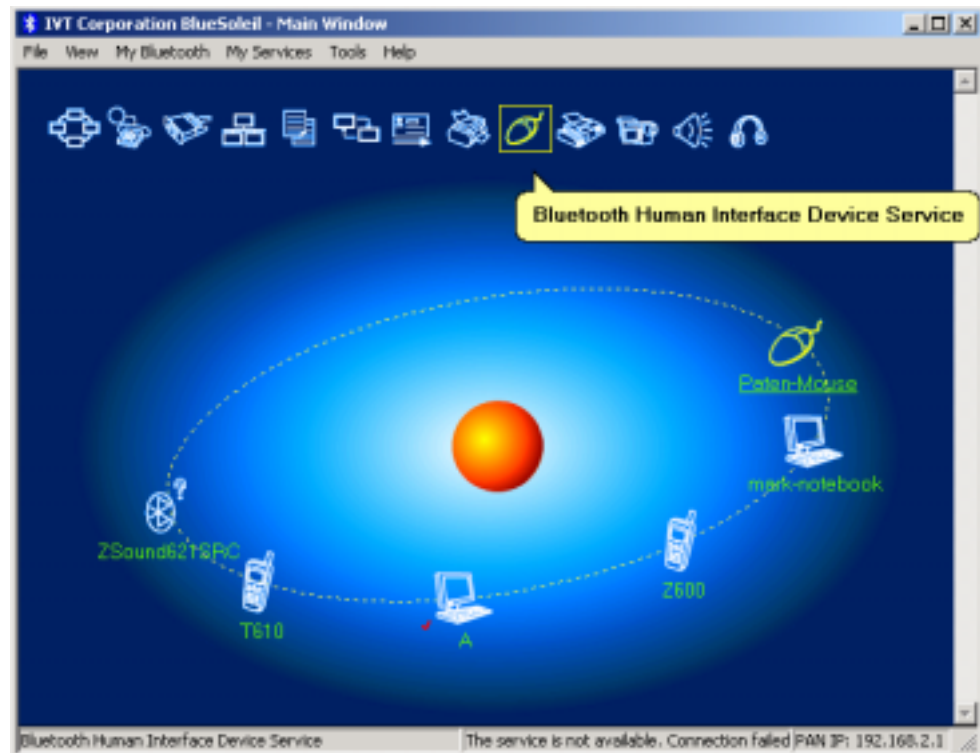 IVT Corporation BlueSoleil - Main Window
File View My Bluetooth My Services Tools Help
Bluetooth Human Interface Device Service
Paten-Mouse
mark-notebook
ZSound621SRC
Z600
T610
A
Bluetooth Human Interface Device Service
The service is not available. Connection failed
PAN IP: 192.168.2.1